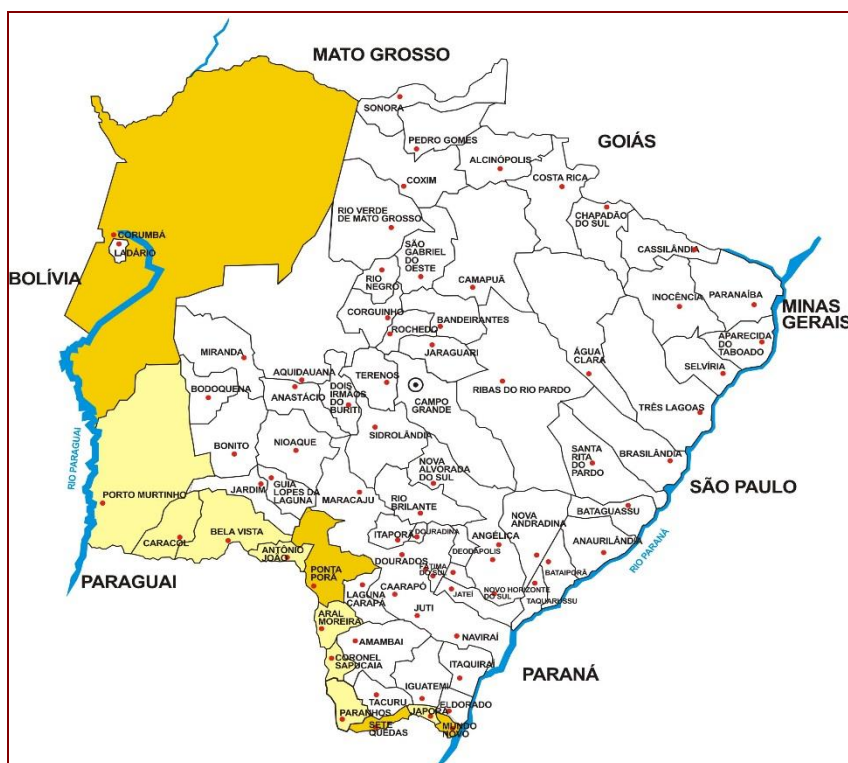 MATO GROSSO
SONORA
GOIÁS
PEDRO GOMES
ALCINÓPOLIS
COXIM
COSTA RICA
RIO VERDE
DE MATO GROSSO
CHAPADÃO
DO SUL
CORUMBÁ
LADÁRIO
SÃO
GABRIEL
DO
OESTE
CASSILÂNDIA
BOLÍVIA
RIO
NEGRO
CAMAPUÃ
INOCÊNCIA
PARANAÍBA
MINAS
GERAIS
CORGUINHO
BANDEIRANTES
ROCHEDO
APARECIDA
DO
TABOADO
JARAGUARI
MIRANDA
ÁGUA
CLARA
SELVÍRIA
AQUIDAUANA
TERENOS
BODOQUENA
ANASTÁCIO
DOIS
IRMÃOS
DO
BURITI
RIBAS DO RIO PARDO
CAMPO
GRANDE
TRÊS LAGOAS
RIO PARAGUAI
BONITO
NIOAQUE
SIDROLÂNDIA
SANTA
RITA
DO
PARDO
BRASILÂNDIA
NOVA
ALVORADA
DO SUL
SÃO PAULO
PORTO MURTINHO
JARDIM
GUIA
LOPES DA
LAGUNA
MARACAJU
RIO
BRILANTE
NOVA
ANDRADINA
BATAGUASSU
CARACOL
BELA VISTA
ITAPORÃ
DOURADINA
ANGÉLICA
ANAURILÂNDIA
RIO PARANÁ
PARAGUAI
ANTÔNIO
JOÃO
DOURADOS
DEODÁPOLIS
BATAIPORÃ
PONTA
PORÃ
FÁTIMA
DO SUL
LAGUNA
CARAPÃ
CAARAPÓ
JATEÍ
NOVO HORIZONTE
DO SUL
TAQUARUSSU
ARAL
MOREIRA
JUTI
AMAMBAI
NAVIRAÍ
CORONEL
SAPUCAIA
ITAQUIRAÍ
PARANÁ
IGUATEMI
TACURU
ELDORADO
PARANHOS
JAPORÃ
SETE
QUEDAS
MUNDO
NOVO